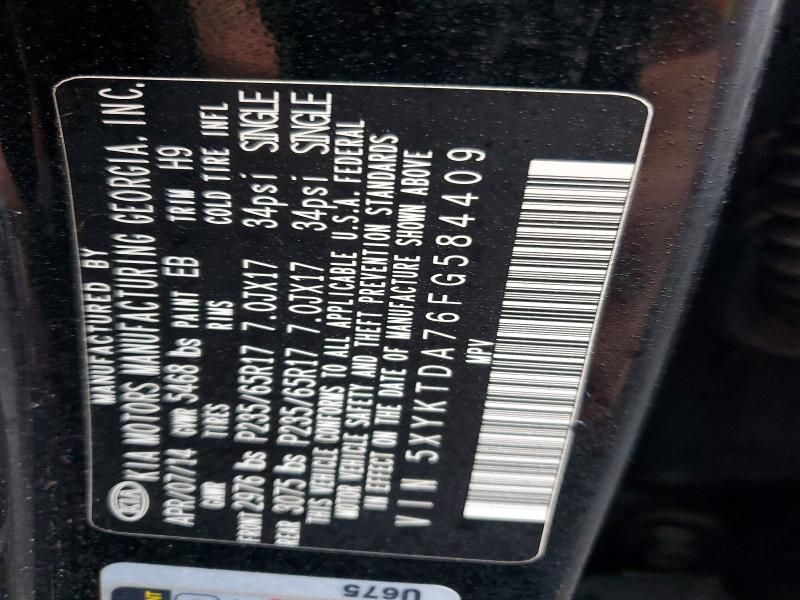 MANUFACTURED BY
KIA KIA MOTORS MANUFACTURING GEORGIA, INC.
APR/07/14 GVWR 5468 lbs PAINT EB TRIM H9
GAWR TIRES RIMS COLD TIRE INFL
FRONT 2976 lbs P235/65R17 7.0JX17 34psi SINGLE
REAR 3075 lbs P235/65R17 7.0JX17 34psi SINGLE
THIS VEHICLE CONFORMS TO ALL APPLICABLE U.S.A. FEDERAL
MOTOR VEHICLE SAFETY AND THEFT PREVENTION STANDARDS
IN EFFECT ON THE DATE OF MANUFACTURE SHOWN ABOVE
VIN 5XYKTDA76FG584409
MPV
U675